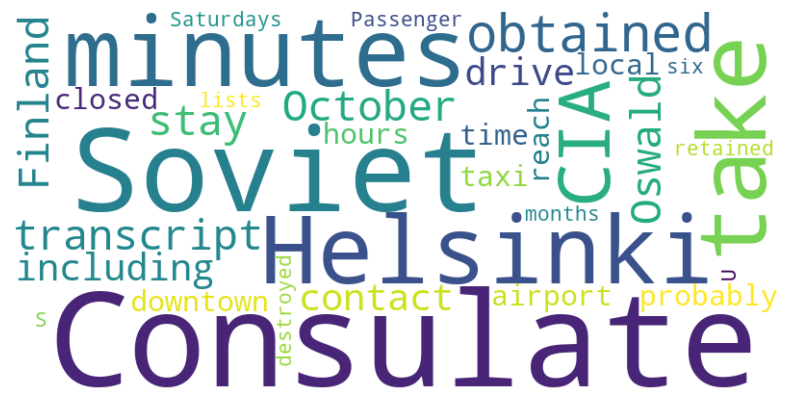 Saturdays Passenger
Finland minutes obtained
drive local six
closed lists October CIA take
stay hours time reach Oswald
Soviet taxi retained
transcript Helsinki months
including U
downtown contact airport probably
S destroyed
Consulate